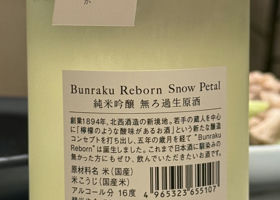 が
Bunraku Reborn Snow Petal
純米吟醸 無ろ過生原酒
創業1894年、北西酒造の新境地。若手の蔵人を中心
に「檸檬のような酸味があるお酒」という新たな醸造
コンセプトを打ち出し、五年の歳月を経て "Bunraku
Reborn" は誕生しました。これまで日本酒に馴染みの
無かった方にもぜひ、飲んでいただきたいお酒です。
原材料名 米(国産)
米こうじ(国産米)
アルコール分 16度
4965323655107